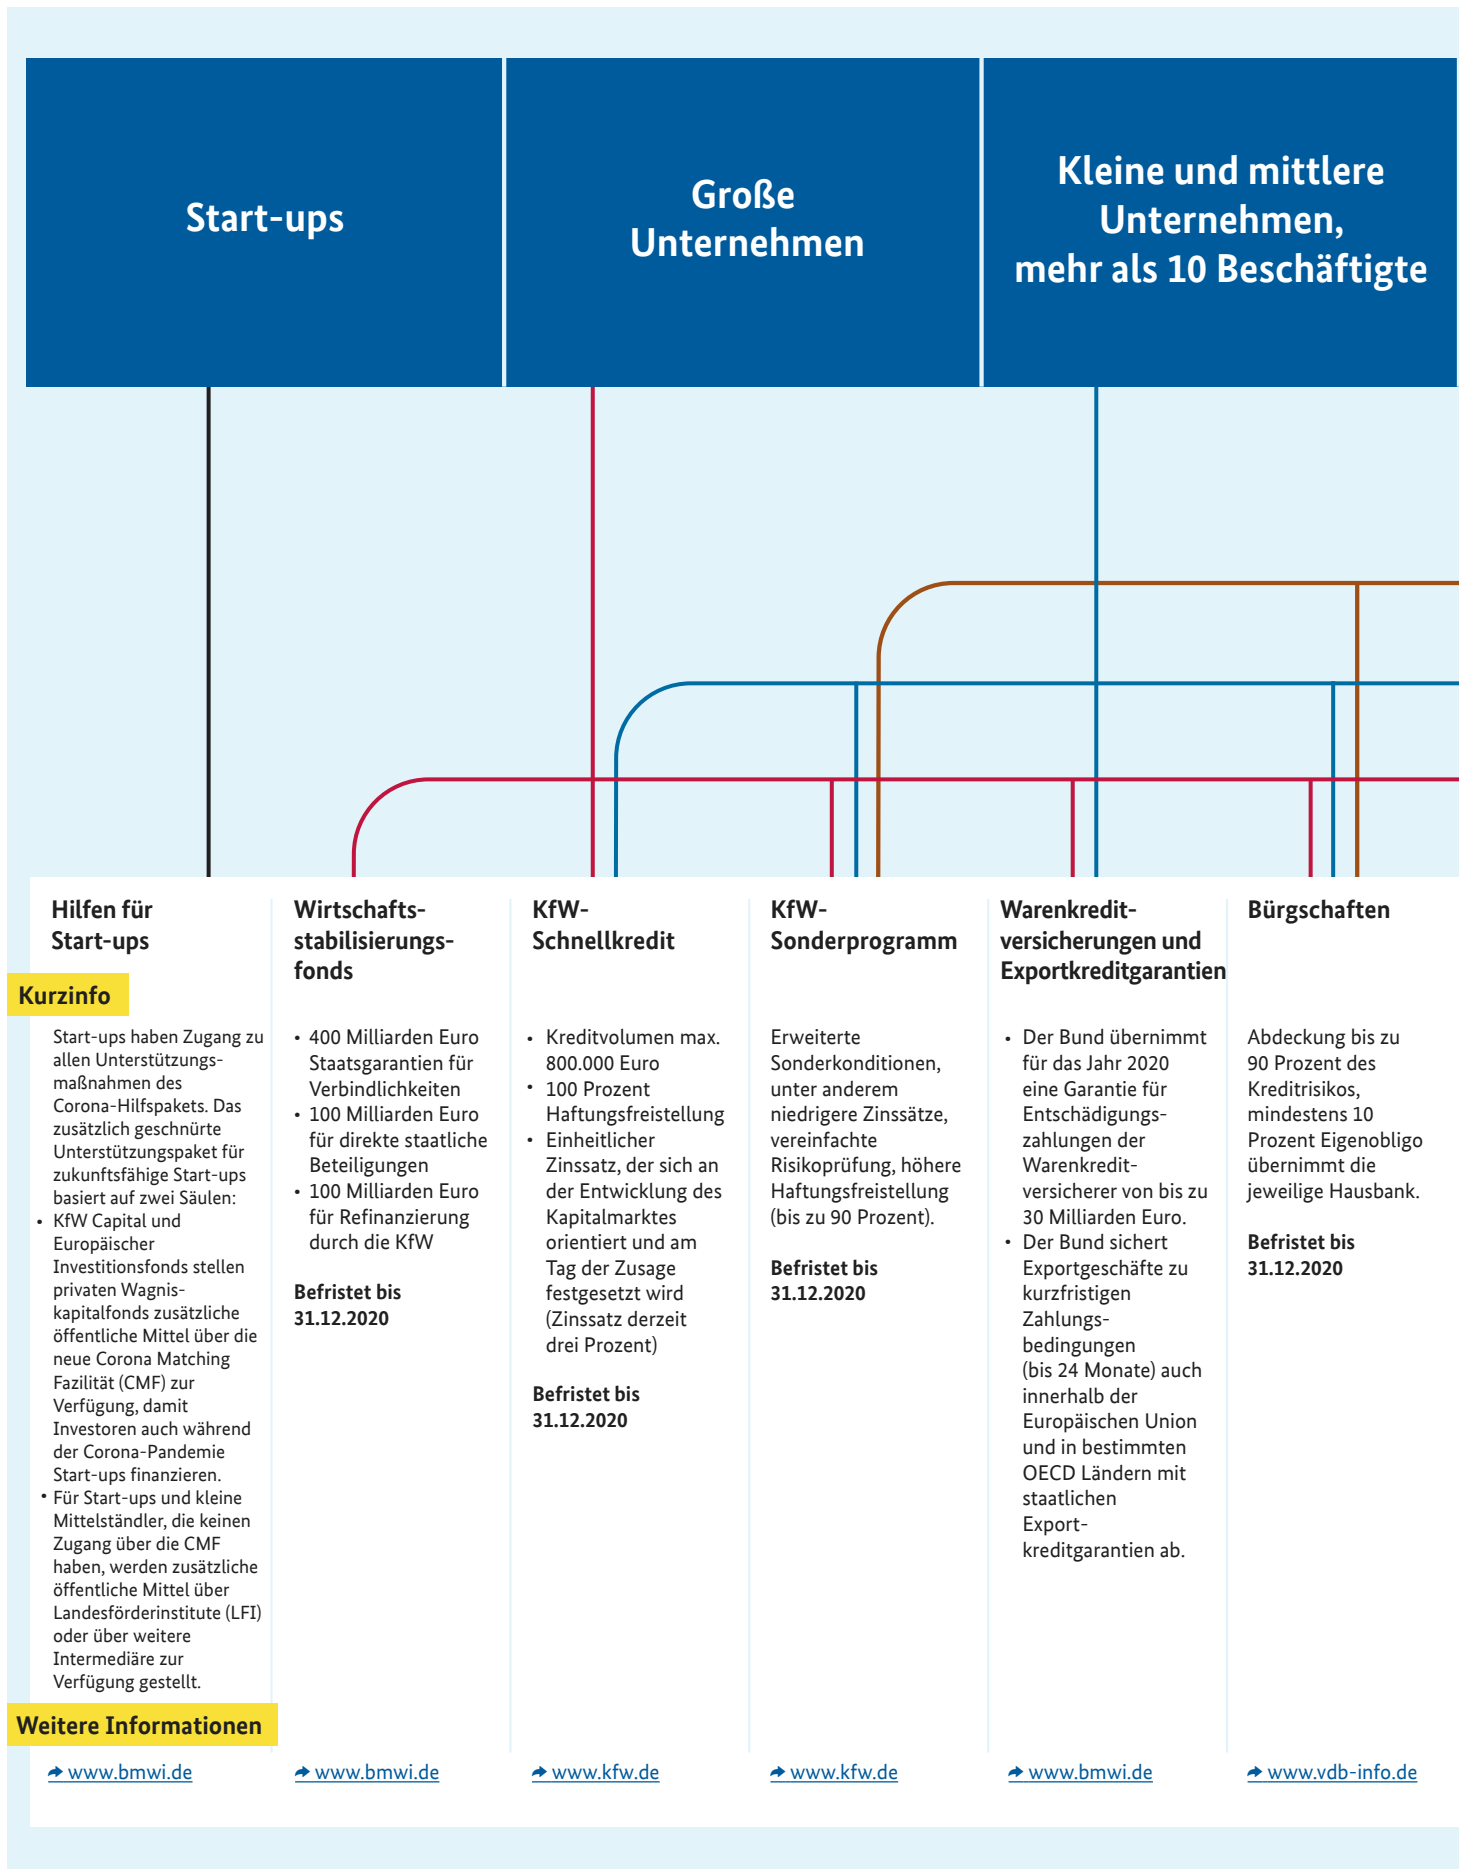 Start-ups
Große
Unternehmen
Kleine und mittlere
Unternehmen,
mehr als 10 Beschäftigte
Hilfen für
Start-ups
Kurzinfo
Start-ups haben Zugang zu
allen Unterstützungs-
maßnahmen des
Corona-Hilfspakets. Das
zusätzlich geschnürte
Unterstützungspaket für
zukunftsfähige Start-ups
basiert auf zwei Säulen:
• KfW Capital und
Europäischer
Investitionsfonds stellen
privaten Wagnis-
kapitalfonds zusätzliche
öffentliche Mittel über die
neue Corona Matching
Fazilität (CMF) zur
Verfügung, damit
Investoren auch während
der Corona-Pandemie
Start-ups finanzieren.
• Für Start-ups und kleine
Mittelständler, die keinen
Zugang über die CMF
haben, werden zusätzliche
öffentliche Mittel über
Landesförderinstitute (LFI)
oder über weitere
Intermediäre zur
Verfügung gestellt.
Weitere Informationen
www.bmwi.de
Wirtschafts-
stabilisierungs-
fonds
• 400 Milliarden Euro
Staatsgarantien für
Verbindlichkeiten
• 100 Milliarden Euro
für direkte staatliche
Beteiligungen
• 100 Milliarden Euro
für Refinanzierung
durch die KfW
Befristet bis
31.12.2020
www.bmwi.de
KfW-
Schnellkredit
• Kreditvolumen max.
800.000 Euro
• 100 Prozent
Haftungsfreistellung
• Einheitlicher
Zinssatz, der sich an
der Entwicklung des
Kapitalmarktes
orientiert und am
Tag der Zusage
festgesetzt wird
(Zinssatz derzeit
drei Prozent)
Befristet bis
31.12.2020
www.kfw.de
KfW-
Sonderprogramm
Erweiterte
Sonderkonditionen,
unter anderem
niedrigere Zinssätze,
vereinfachte
Risikoprüfung, höhere
Haftungsfreistellung
(bis zu 90 Prozent).
Befristet bis
31.12.2020
www.kfw.de
Warenkredit-
versicherungen und
Exportkreditgarantien
• Der Bund übernimmt
für das Jahr 2020
eine Garantie für
Entschädigungs-
zahlungen der
Warenkredit-
versicherer von bis zu
30 Milliarden Euro.
• Der Bund sichert
Exportgeschäfte zu
kurzfristigen
Zahlungs-
bedingungen
(bis 24 Monate) auch
innerhalb der
Europäischen Union
und in bestimmten
OECD Ländern mit
staatlichen
Export-
kreditgarantien ab.
www.bmwi.de
Bürgschaften
Abdeckung bis zu
90 Prozent des
Kreditrisikos,
mindestens 10
Prozent Eigenobligo
übernimmt die
jeweilige Hausbank.
Befristet bis
31.12.2020
www.vdb-info.de